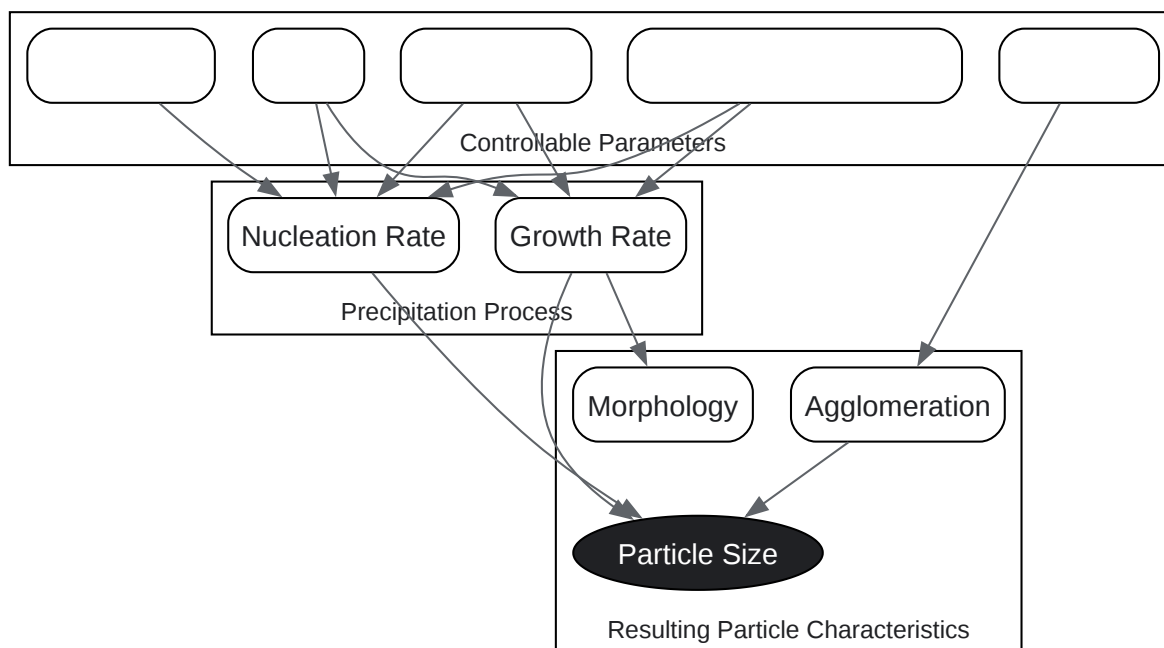 Controllable Parameters
Nucleation Rate
Growth Rate
Precipitation Process
Morphology
Agglomeration
Particle Size
Resulting Particle Characteristics